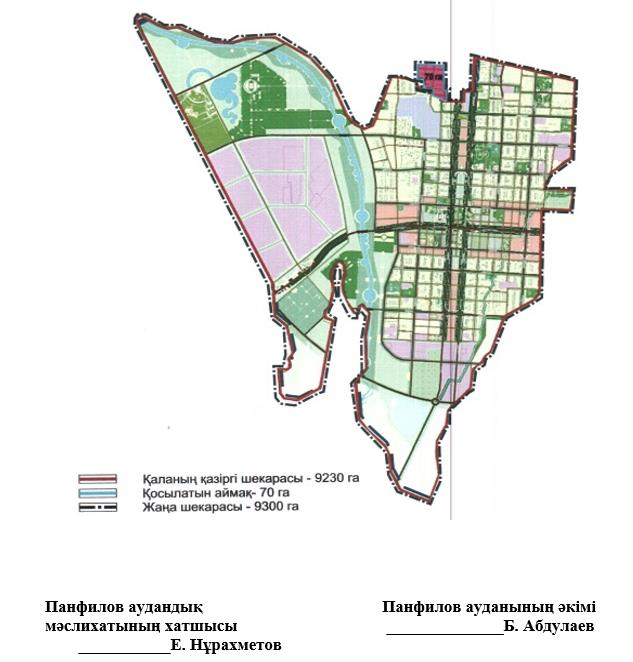 70 га
Қаланың қазіргі шекарасы - 9230 га
Қосылатын аймақ- 70 га
Жаңа шекарасы - 9300 га
Панфилов аудандық
мәслихатының хатшысы
___________Е. Нұрахметов
Панфилов ауданының әкімі
______________Б. Абдулаев